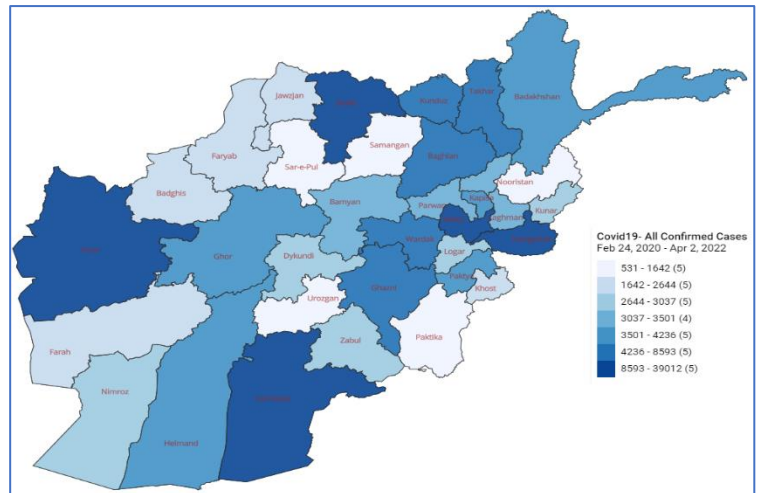 Jawzjan
Balkh
Kunduz
Takhar
Badakhshan
Samangan
Sar-e-Pul
Faryab
Baghlan
Nooristan
Badghis
Bamyan
Parwan
Kapisa
Laghman
Kunar
Kabul
Herat
Ghor
Dykundi
Wardak
Logar
Paktya
Khost
Ghazni
Urozgan
Paktika
Zabul
Farah
Nimroz
Helmand
Covid19- All Confirmed Cases
Feb 24, 2020 - Apr 2, 2022
531 - 1642 (5)
1642 - 2644 (5)
2644 - 3037 (5)
3037 - 3501 (4)
3501 - 4236 (5)
4236 - 8593 (5)
8593 - 39012 (5)